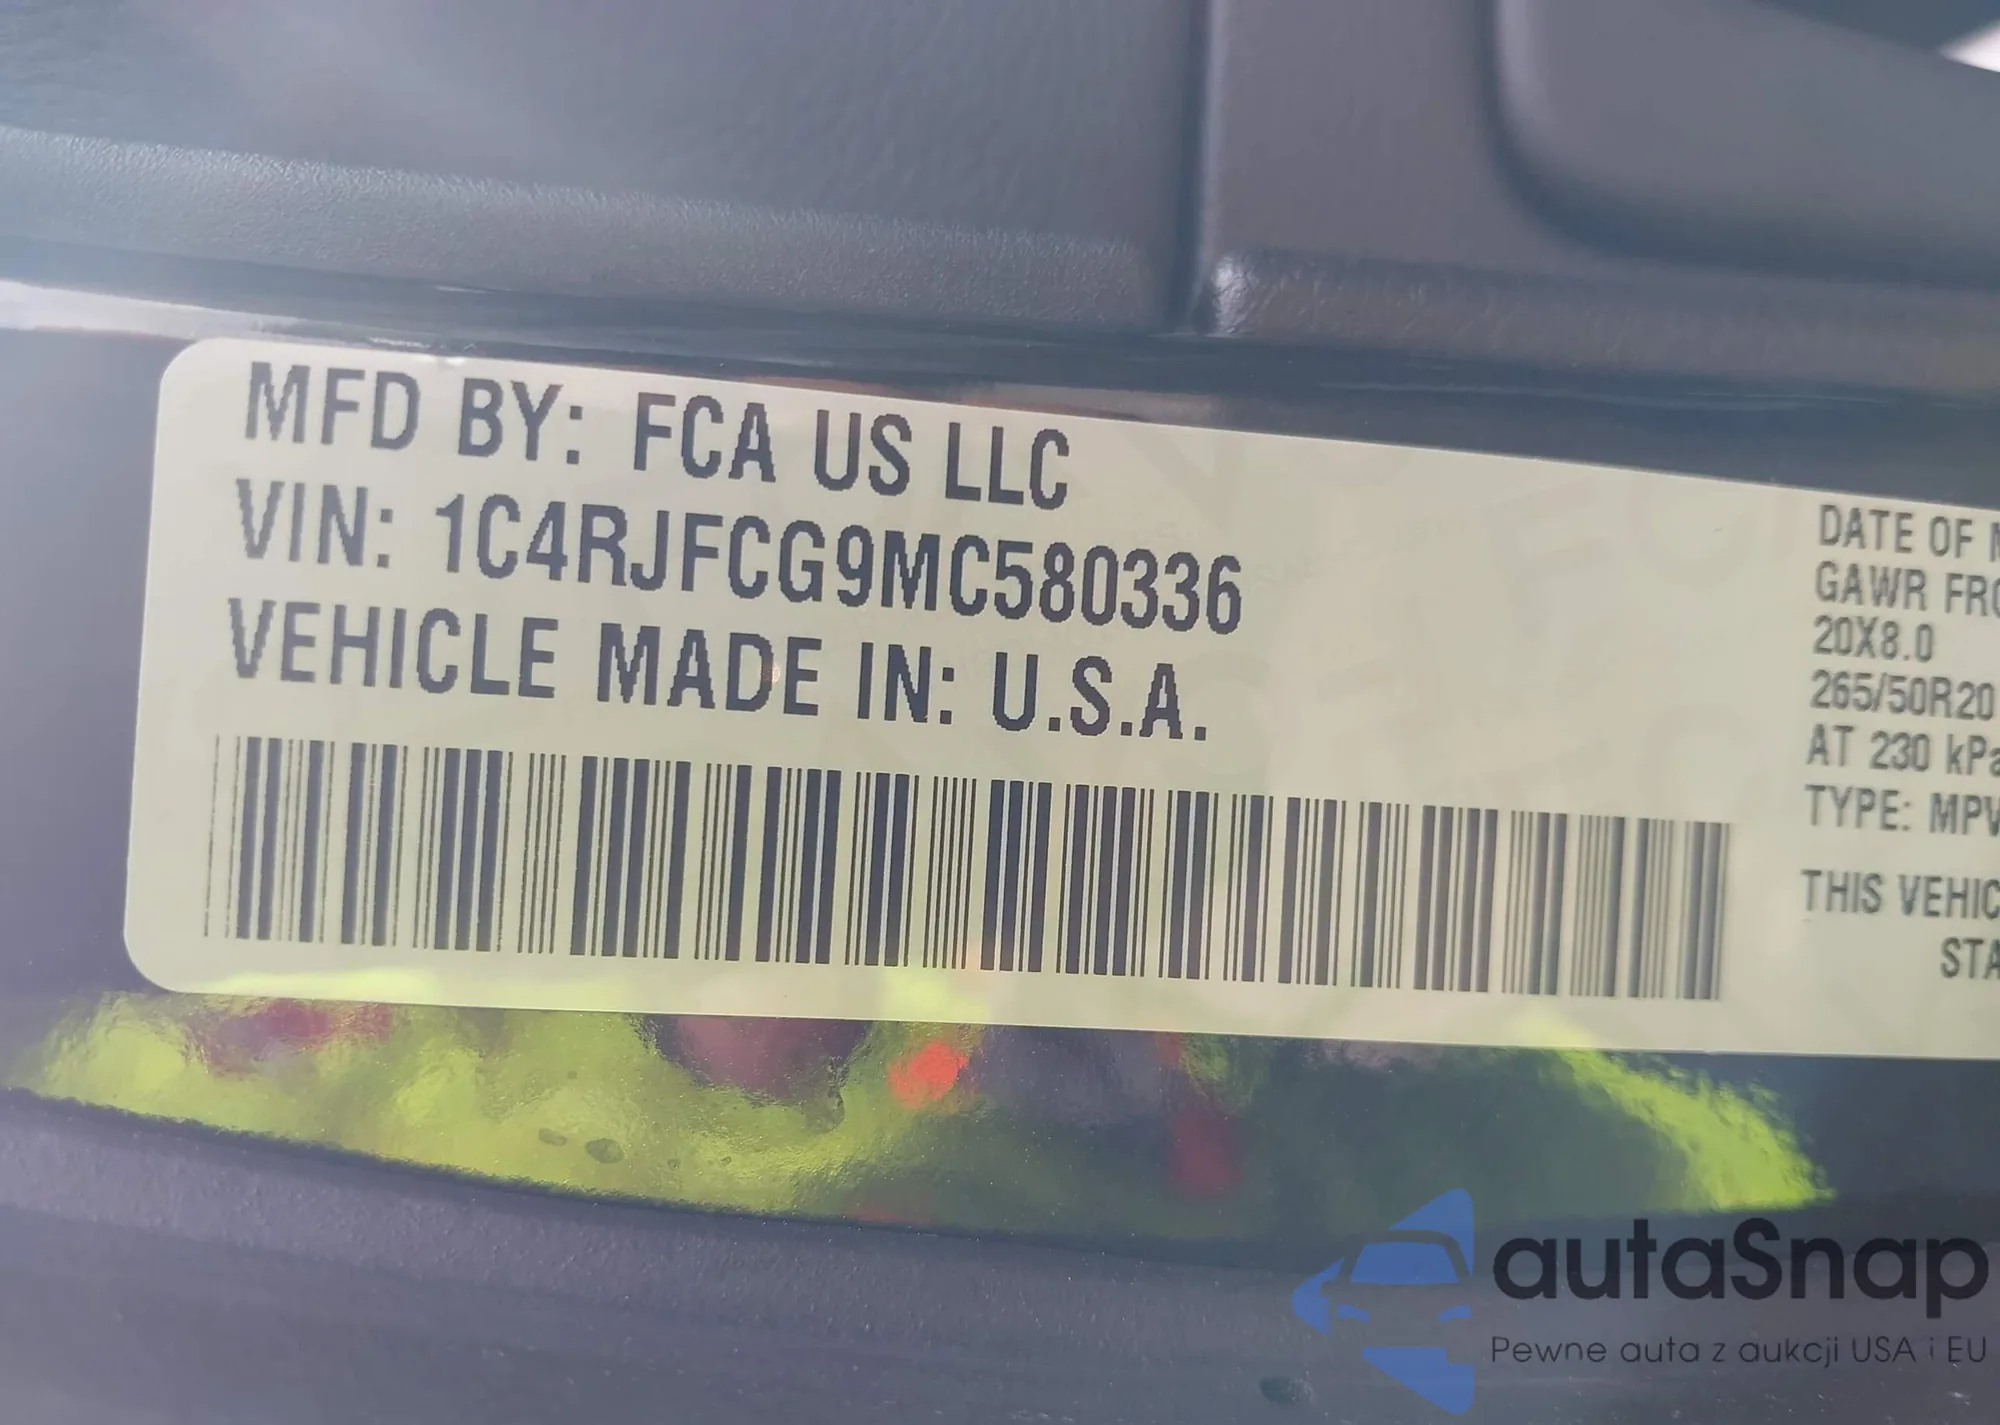 MFD BY: FCA US LLC
VIN: 1C4RJFCG9MC580336
VEHICLE MADE IN: U.S.A.
DATE OF
GAWR
20X8.0
265/50R20
AT 230 kPa
TYPE: MPV
THIS
autaSnap
Pewne auta z aukcji USA i EU